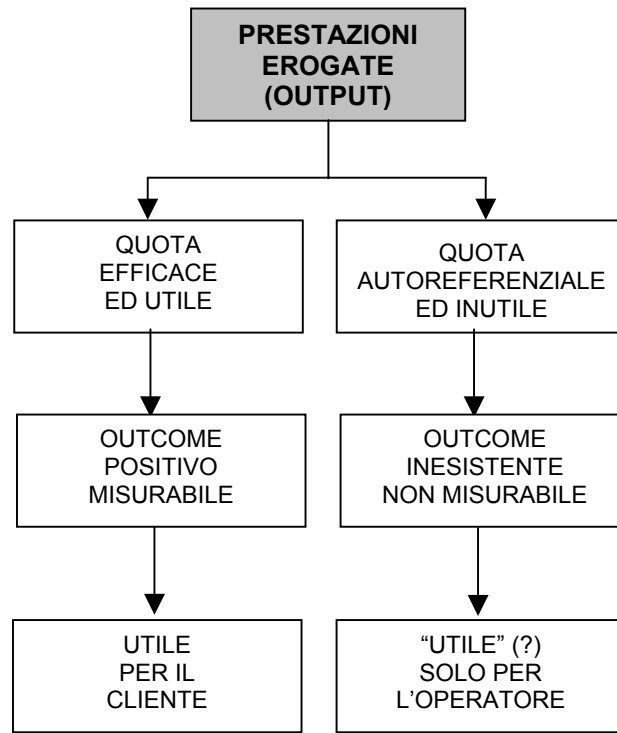 PRESTAZIONI
EROGATE
(OUTPUT)
QUOTA
EFFICACE
ED UTILE
QUOTA
AUTOREFERENZIALE
ED INUTILE
OUTCOME
POSITIVO
MISURABILE
OUTCOME
INESISTENTE
NON MISURABILE
UTILE
PER IL
CLIENTE
“UTILE” (?)
SOLO PER
L’OPERATORE